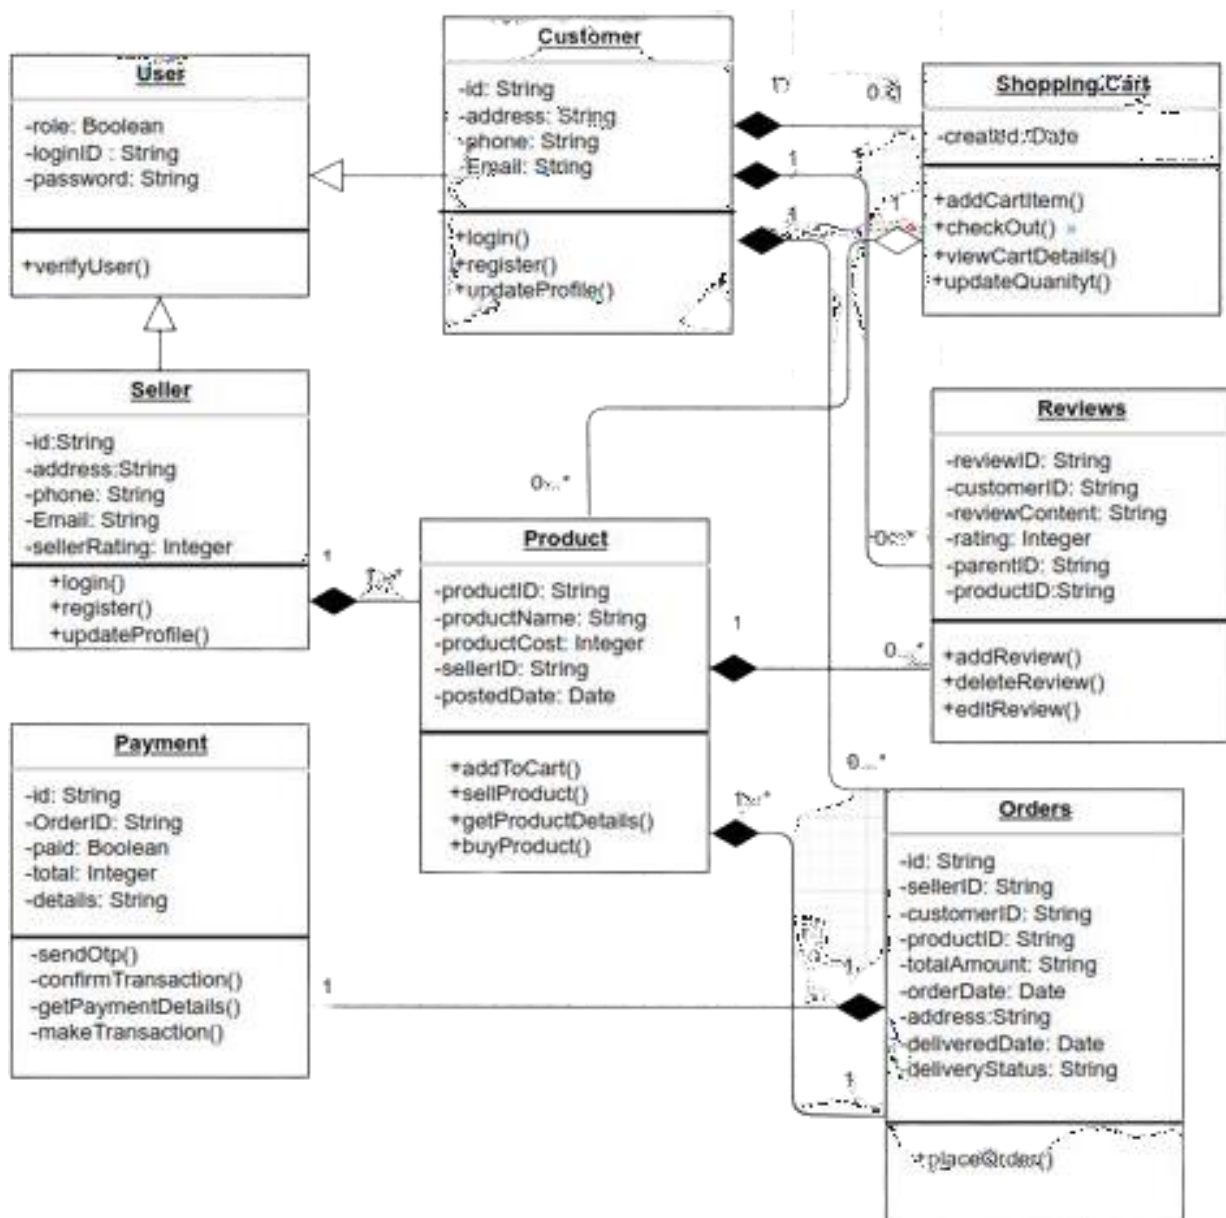 User
-role: Boolean
-loginID : String
-password: String
+verifyUser()
Customer
-id: String
-address: String
-phone: String
-Email: String
+login()
+register()
+updateProfile()
Shopping Cart
-created: Date
+addCartItem()
+checkOut()
+viewCartDetails()
+updateQuanityt()
1
1
1
Seller
-id:String
-address:String
-phone: String
-Email: String
-sellerRating: Integer
+login()
+register()
+updateProfile()
1
0...*
Product
-productID: String
-productName: String
-productCost: Integer
-sellerID: String
-postedDate: Date
+addToCart()
+sellProduct()
+getProductDetails()
+buyProduct()
Reviews
-reviewID: String
-customerID: String
-reviewContent: String
-rating: Integer
-parentID: String
-productID:String
+addReview()
+deleteReview()
+editReview()
1
0...*
0...*
Payment
-id: String
-OrderID: String
-paid: Boolean
-total: Integer
-details: String
-sendOtp()
-confirmTransaction()
-getPaymentDetails()
-makeTransaction()
1
1
1
Orders
-id: String
-sellerID: String
-customerID: String
-productID: String
-totalAmount: String
-orderDate: Date
-address:String
-deliveredDate: Date
-deliveryStatus: String
+placeOrder()